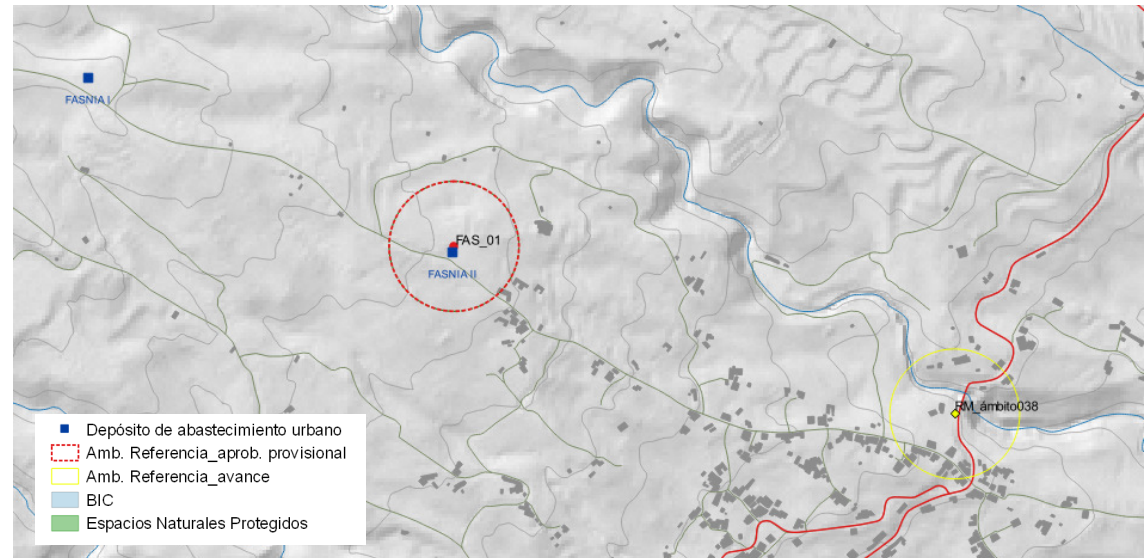 FASNIA I
FAS_01
FASNIA II
RM_ámbito038
Depósito de abastecimiento urbano
Amb. Referencia_aprob. provisional
Amb. Referencia_avance
BIC
Espacios Naturales Protegidos